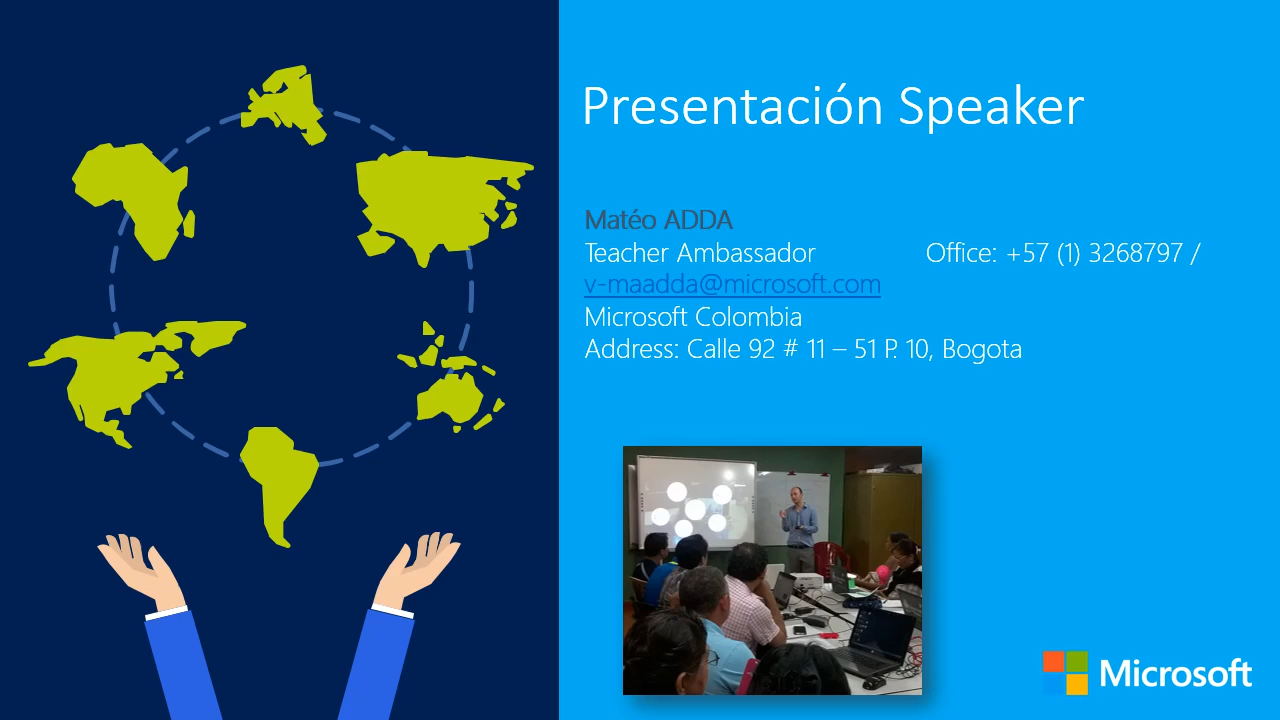 Presentación Speaker
Matéo ADDA
Teacher Ambassador Office: +57 (1) 3268797 /
v-maadda@microsoft.com
Microsoft Colombia
Address: Calle 92 # 11 – 51 P. 10, Bogota
Microsoft